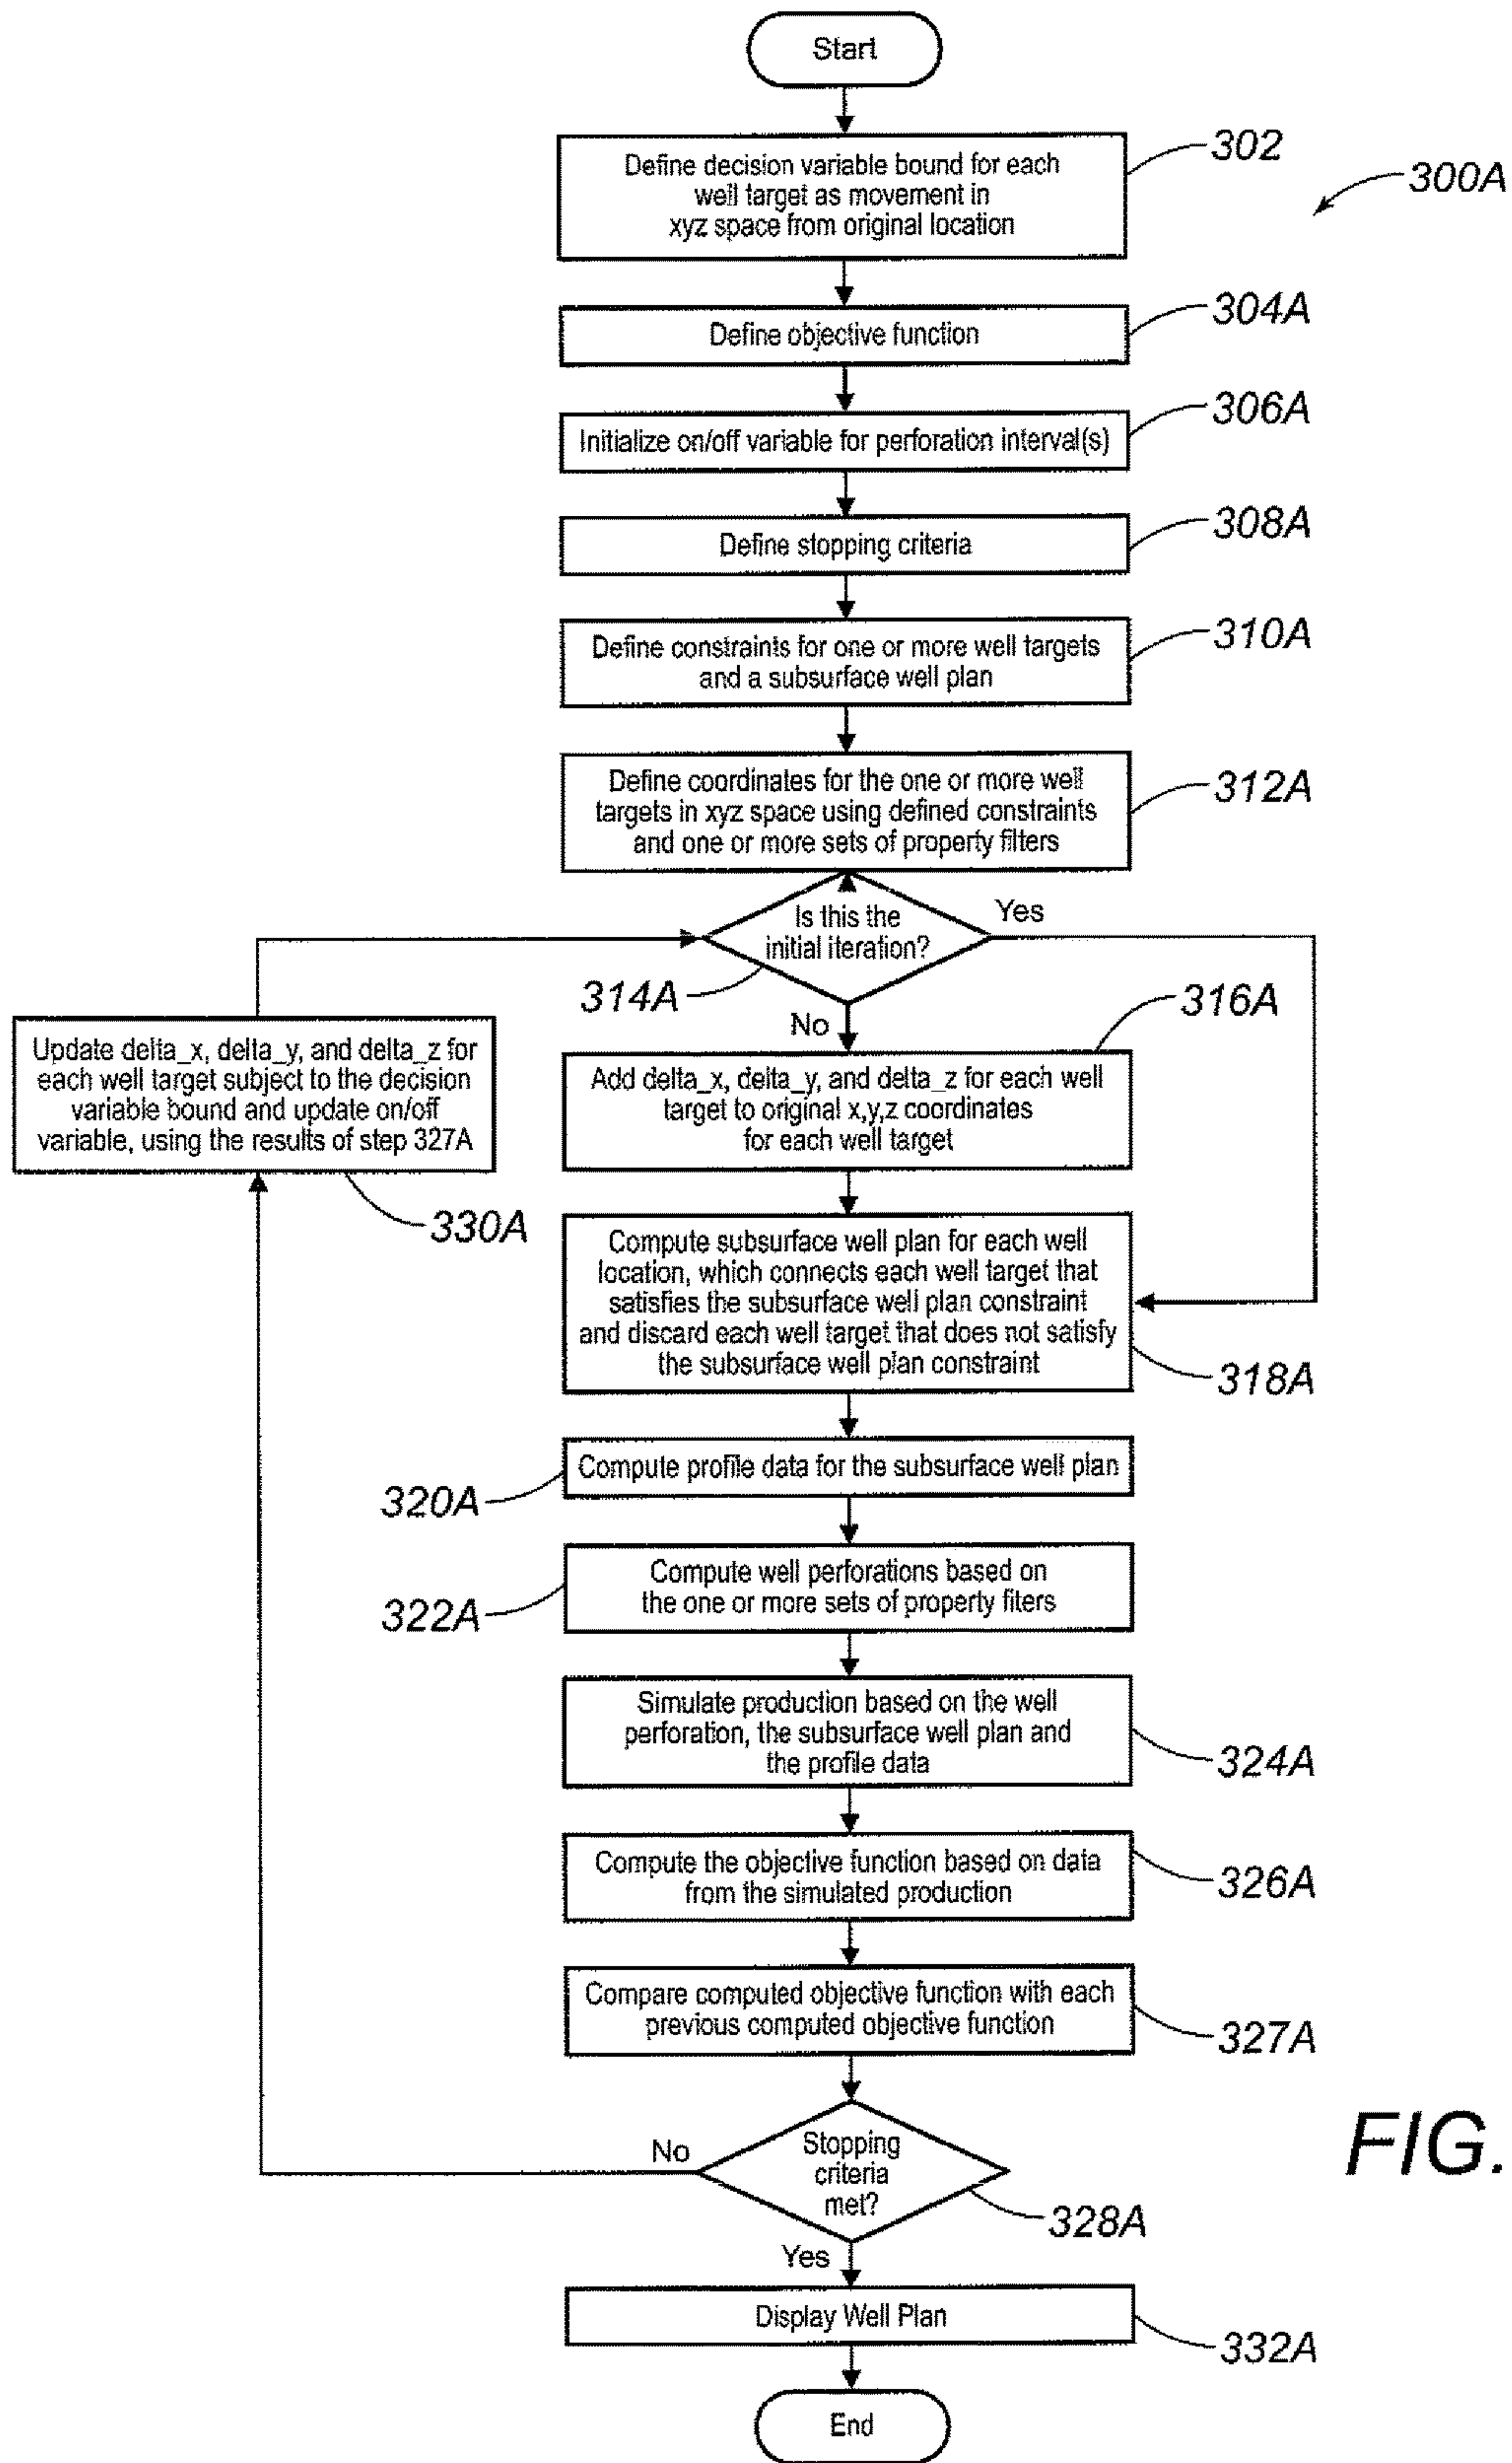 Start
Define decision variable bound for each
well target as movement in
xyz space from original location
302
300A
Define objective function
304A
Initialize on/off variable for perforation interval(s)
306A
Define stopping criteria
308A
Define constraints for one or more well targets
and a subsurface well plan
310A
Define coordinates for the one or more well
targets in xyz space using defined constraints
and one or more sets of property filters
312A
Is this the
initial iteration?
Yes
314A
No
316A
Add delta_x, delta_y, and delta_z for each well
target to original x,y,z coordinates
for each well target
Update delta_x, delta_y, and delta_z for
each well target subject to the decision
variable bound and update on/off
variable, using the results of step 327A
330A
Compute subsurface well plan for each well
location, which connects each well target that
satisfies the subsurface well plan constraint
and discard each well target that does not satisfy
the subsurface well plan constraint
318A
Compute profile data for the subsurface well plan
320A
Compute well perforations based on
the one or more sets of property fiters
322A
Simulate production based on the well
perforation, the subsurface well plan and
the profile data
324A
Compute the objective function based on data
from the simulated production
326A
Compare computed objective function with each
previous computed objective function
327A
Stopping
criteria
met?
No
328A
Yes
FIG.
Display Well Plan
332A
End